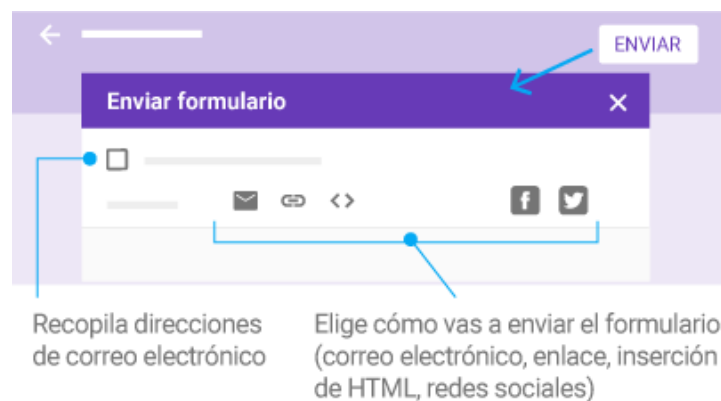 ENVIAR
Enviar formulario
Recopila direcciones
de correo electrónico
Elige cómo vas a enviar el formulario
(correo electrónico, enlace, inserción
de HTML, redes sociales)